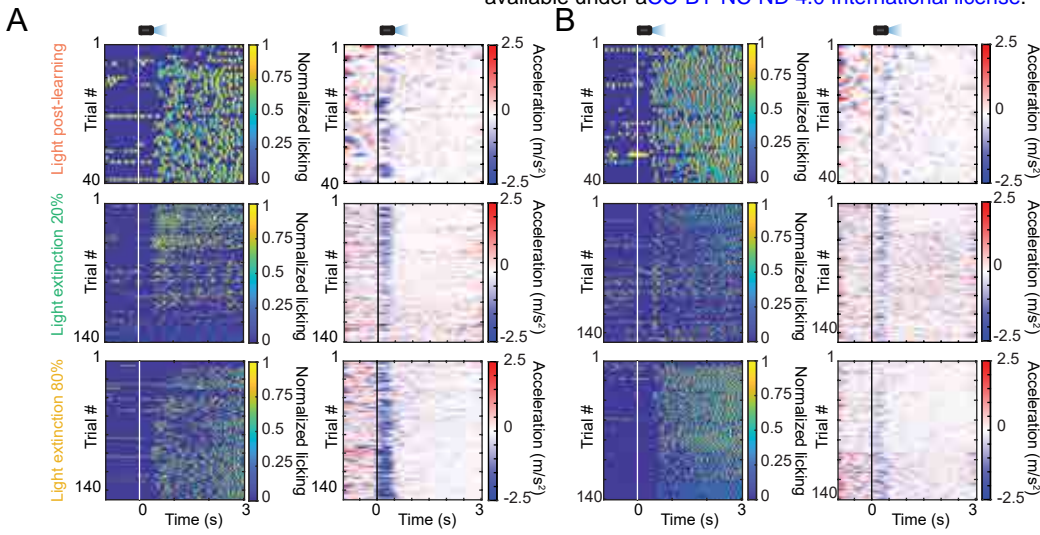 available under aCC-BY-NC-ND 4.0 International license.
A
B
Light post-learning
Trial #
1
40
1
0.75
0.5
0.25
0
Normalized licking
Trial #
1
40
2.5
0
-2.5
Acceleration (m/s²)
Trial #
1
40
1
0.75
0.5
0.25
0
Normalized licking
Trial #
1
40
2.5
0
-2.5
Acceleration (m/s²)
Light extinction 20%
Trial #
1
140
1
0.75
0.5
0.25
0
Normalized licking
Trial #
1
140
2.5
0
-2.5
Acceleration (m/s²)
Trial #
1
140
1
0.75
0.5
0.25
0
Normalized licking
#
1
140
2.5
0
-2.5
Acceleration (m/s²)
Light extinction 80%
Trial #
1
140
1
0.75
0.5
0.25
0
Normalized licking
Trial #
1
140
2.5
0
-2.5
Acceleration (m/s²)
Trial #
1
140
1
0.75
0.5
0.25
0
Normalized licking
Trial #
1
140
2.5
0
-2.5
Acceleration (m/s²)
0
Time (s)
3
0
Time (s)
3
0
Time (s)
3
0
Time (s)
3